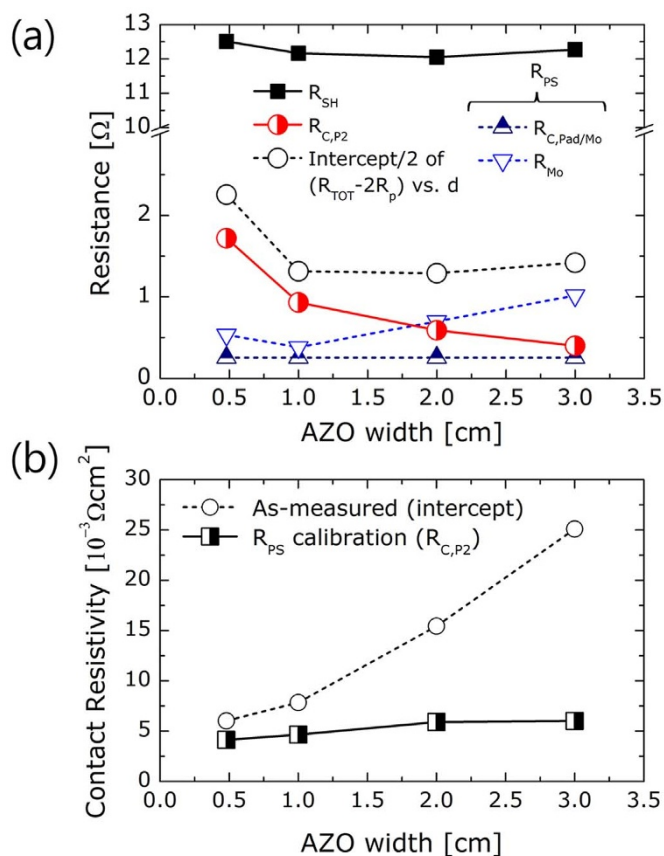 (a)
13
12
11
10
2
1
0
Resistance [Ω]
R_SH
R_C,P2
Intercept/2 of
(R_TOT-2R_p) vs. d
R_PS
R_C,Pad/Mo
R_Mo
0.0 0.5 1.0 1.5 2.0 2.5 3.0 3.5
AZO width [cm]
(b)
30
25
20
15
10
5
0
Contact Resistivity [10⁻³Ωcm²]
As-measured (intercept)
R_PS calibration (R_C,P2)
0.0 0.5 1.0 1.5 2.0 2.5 3.0 3.5
AZO width [cm]